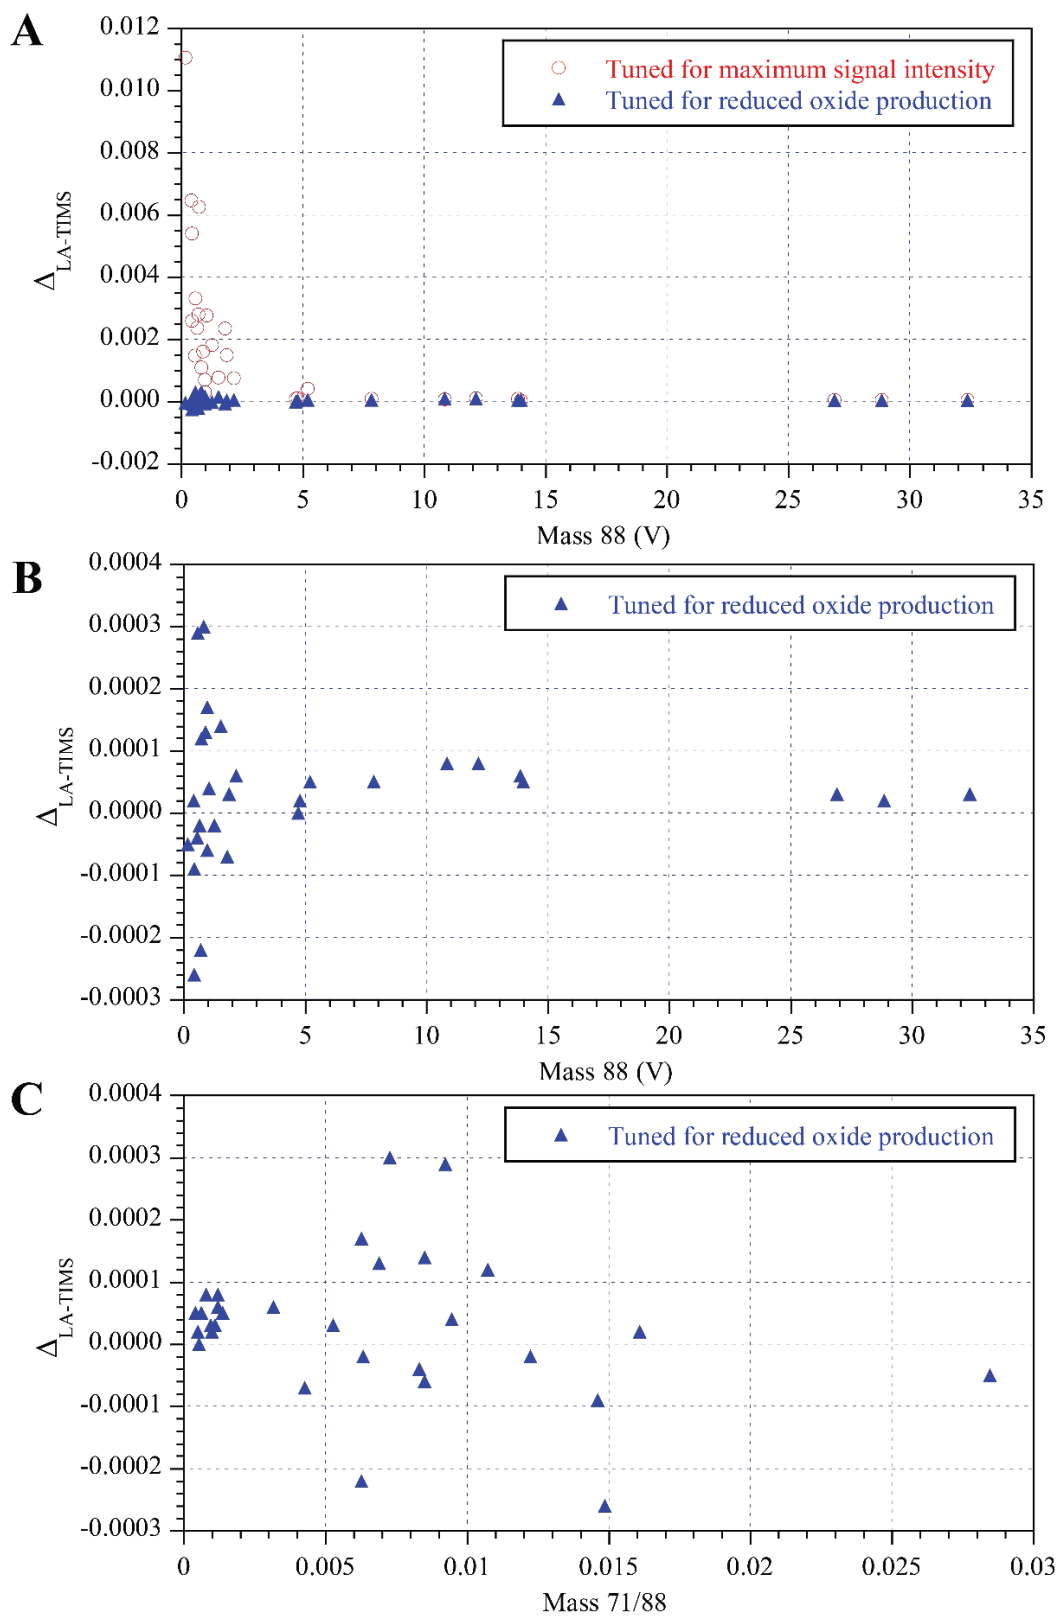 A
0.012
0.010
0.008
0.006
0.004
0.002
0.000
-0.002
Δ LA-TIMS
Tuned for maximum signal intensity
Tuned for reduced oxide production
0 5 10 15 20 25 30 35
Mass 88 (V)
B
0.0004
0.0003
0.0002
0.0001
0.0000
-0.0001
-0.0002
-0.0003
Δ LA-TIMS
Tuned for reduced oxide production
0 5 10 15 20 25 30 35
Mass 88 (V)
C
0.0004
0.0003
0.0002
0.0001
0.0000
-0.0001
-0.0002
-0.0003
Δ LA-TIMS
Tuned for reduced oxide production
0 0.005 0.01 0.015 0.02 0.025 0.03
Mass 71/88